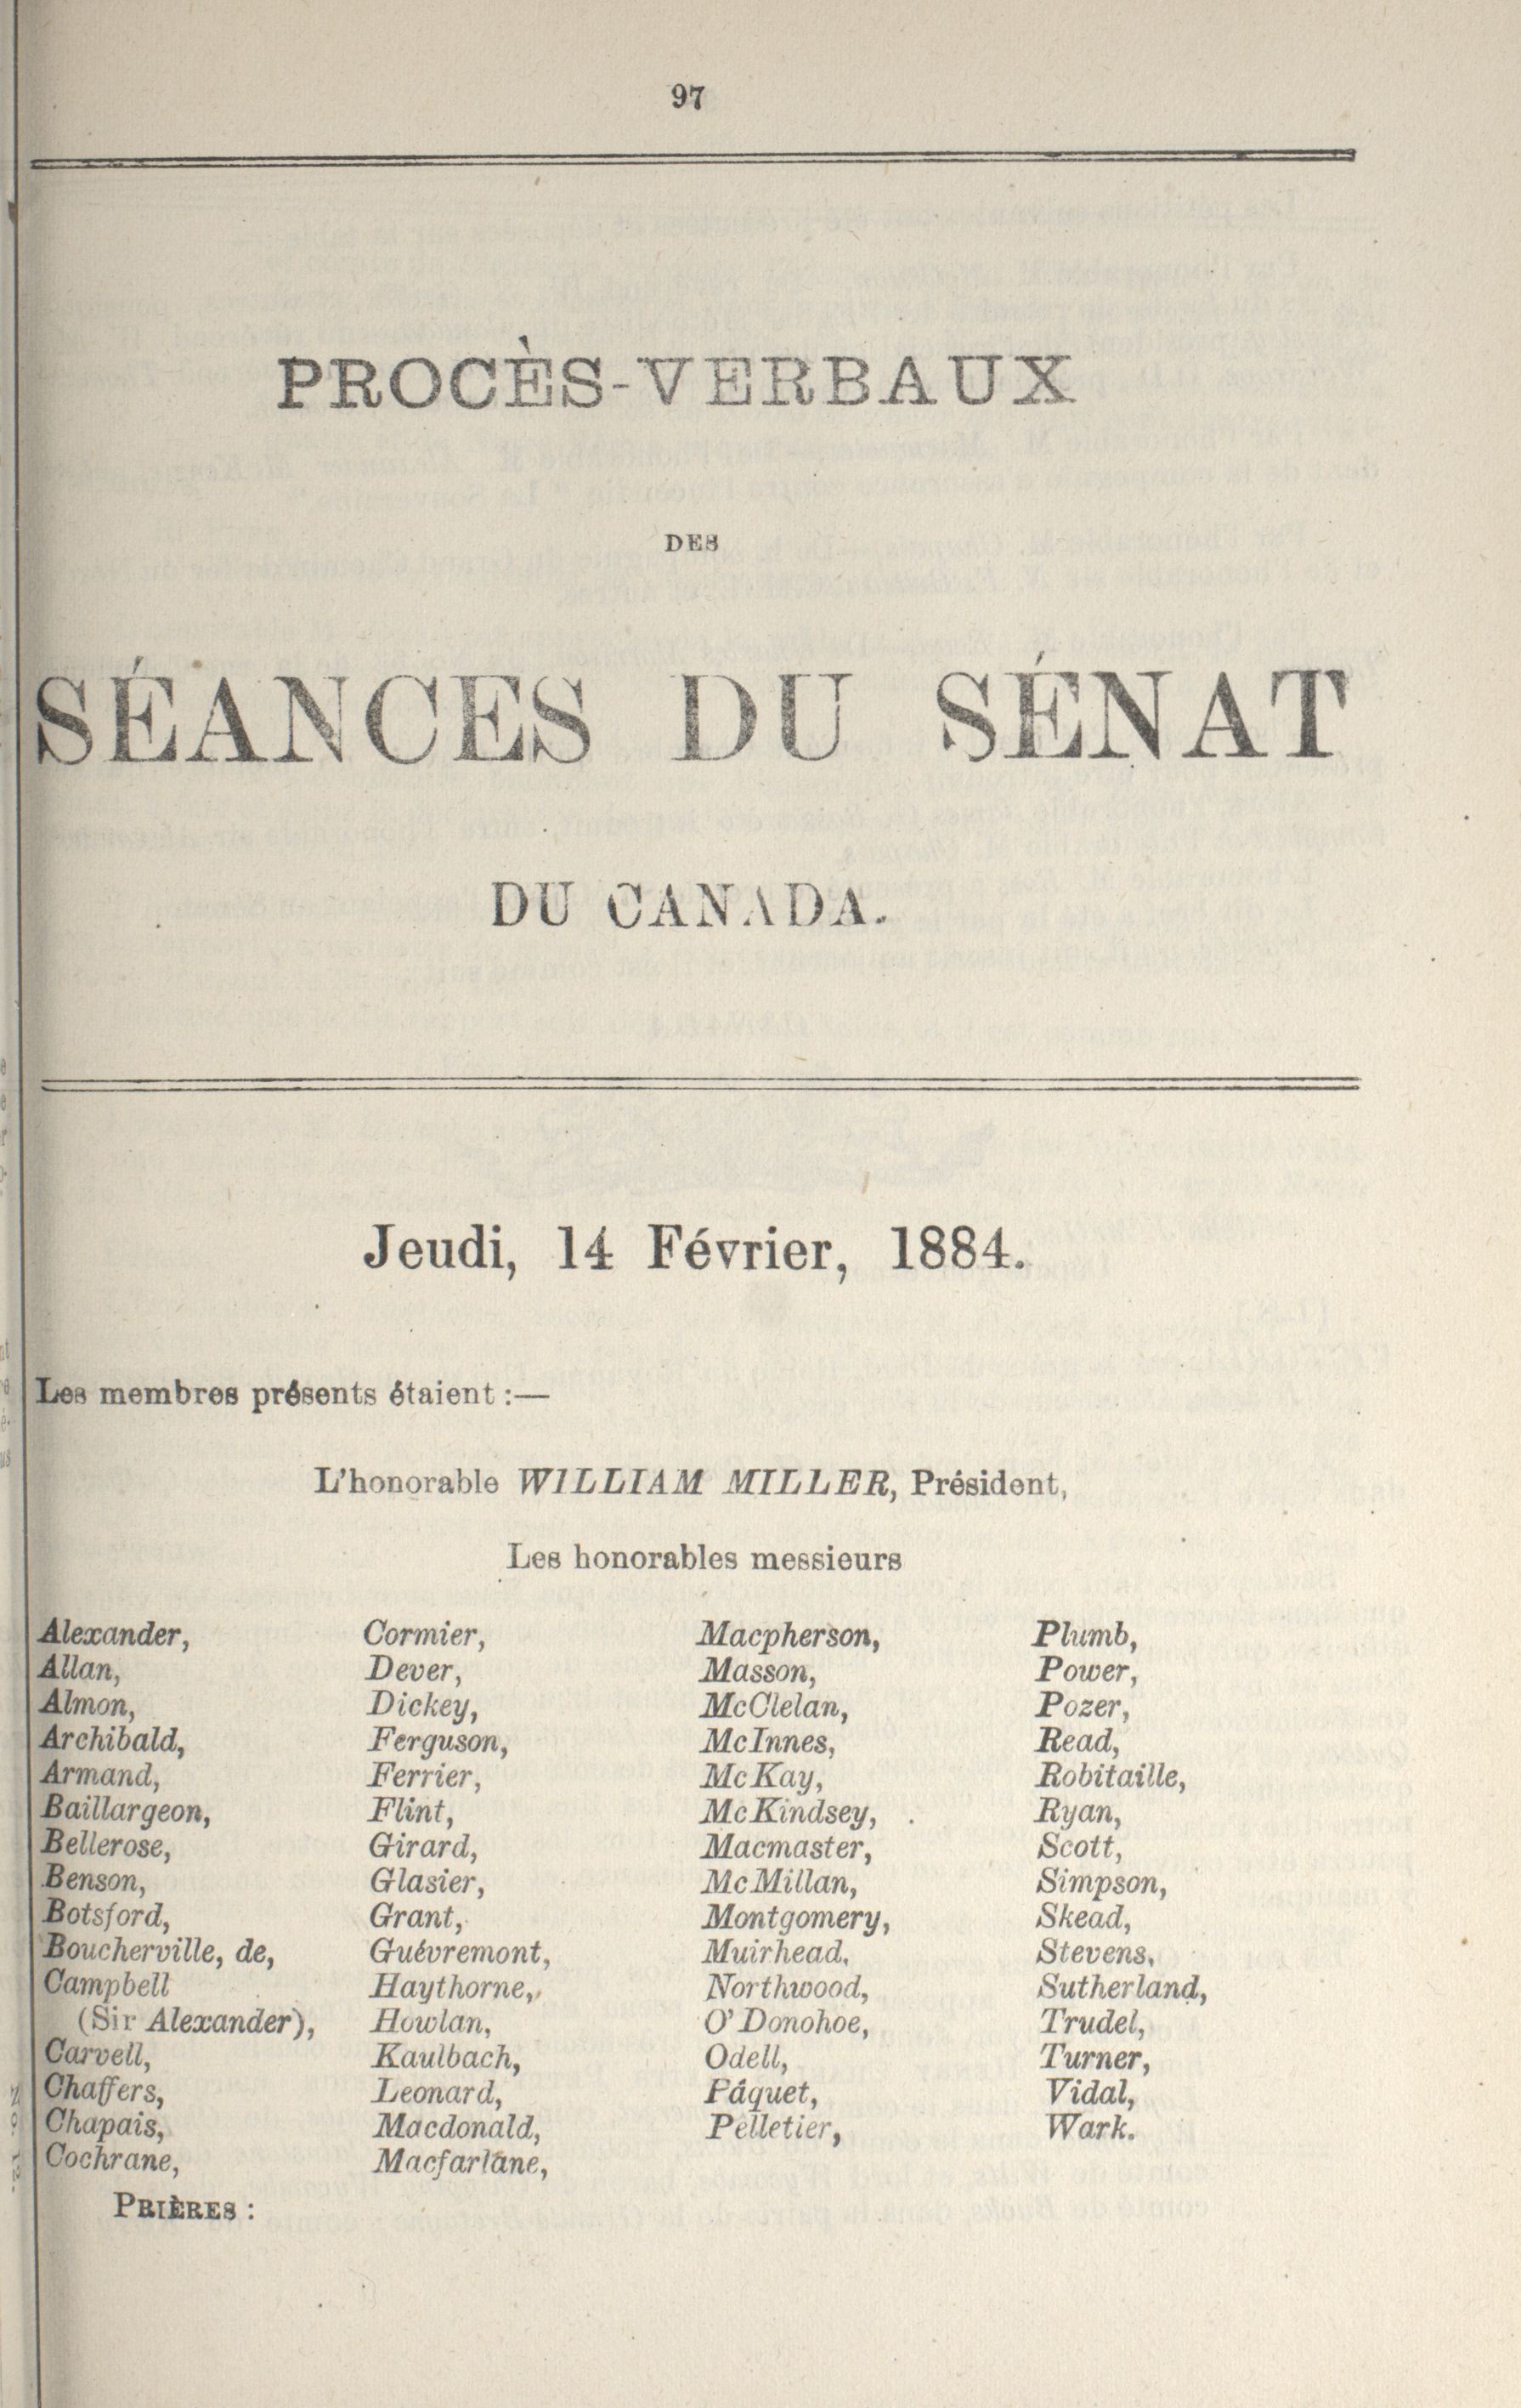 97
PROCÈS-VERBAUX
DES
SÉANCES DU SÉNAT
DU CANADA.
Jeudi, 14 Février, 1884.
Les membres présents étaient :—
L'honorable WILLIAM MILLER, Président,
Les honorables messieurs
Alexander,
Allan,
Almon,
Archibald,
Armand,
Baillargeon,
Bellerose,
Benson,
Botsford,
Boucherville, de,
Campbell
(Sir Alexander),
Carvell,
Chaffers,
Chapais,
Cochrane,
Cormier,
Dever,
Dickey,
Ferguson,
Ferrier,
Flint,
Girard,
Glasier,
Grant,
Guévremont,
Haythorne,
Howlan,
Kaulbach,
Leonard,
Macdonald,
Macfarlane,
Macpherson,
Masson,
McClelan,
McInnes,
McKay,
McKindsey,
Macmaster,
McMillan,
Montgomery,
Muirhead,
Northwood,
O'Donohoe,
Odell,
Pâquet,
Pelletier,
Plumb,
Power,
Pozer,
Read,
Robitaille,
Ryan,
Scott,
Simpson,
Skead,
Stevens,
Sutherland,
Trudel,
Turner,
Vidal,
Wark.
PRIÈRES :